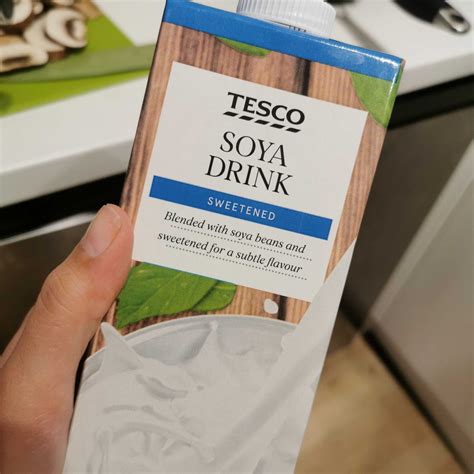 TESCO
SOYA
DRINK
SWEETENED
Blended with soya beans and
sweetened for a subtle flavour